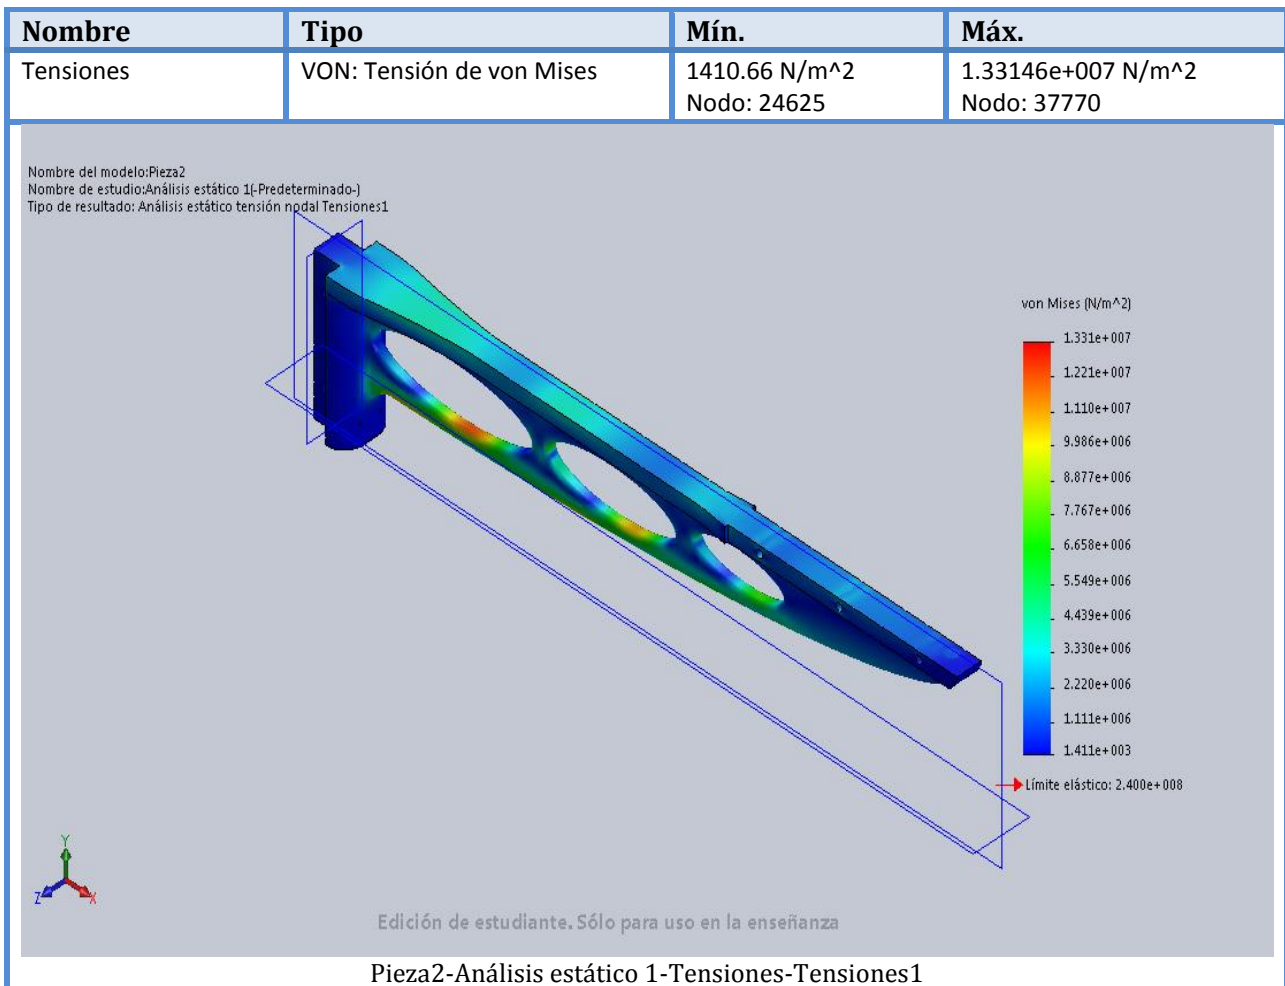 Nombre Tipo Mín. Máx.
Tensiones VON: Tensión de von Mises 1410.66 N/m^2 1.33146e+007 N/m^2
Nodo: 24625 Nodo: 37770
Nombre del modelo:Pieza2
Nombre de estudio:Análisis estático 1(-Predeterminado-)
Tipo de resultado: Análisis estático tensión nodal Tensiones1
von Mises (N/m^2)
1.331e+007
1.221e+007
1.110e+007
9.986e+006
8.877e+006
7.767e+006
6.658e+006
5.549e+006
4.439e+006
3.330e+006
2.220e+006
1.111e+006
1.411e+003
Límite elástico: 2.400e+008
Y
Z
X
Edición de estudiante. Sólo para uso en la enseñanza
Pieza2-Análisis estático 1-Tensiones-Tensiones1